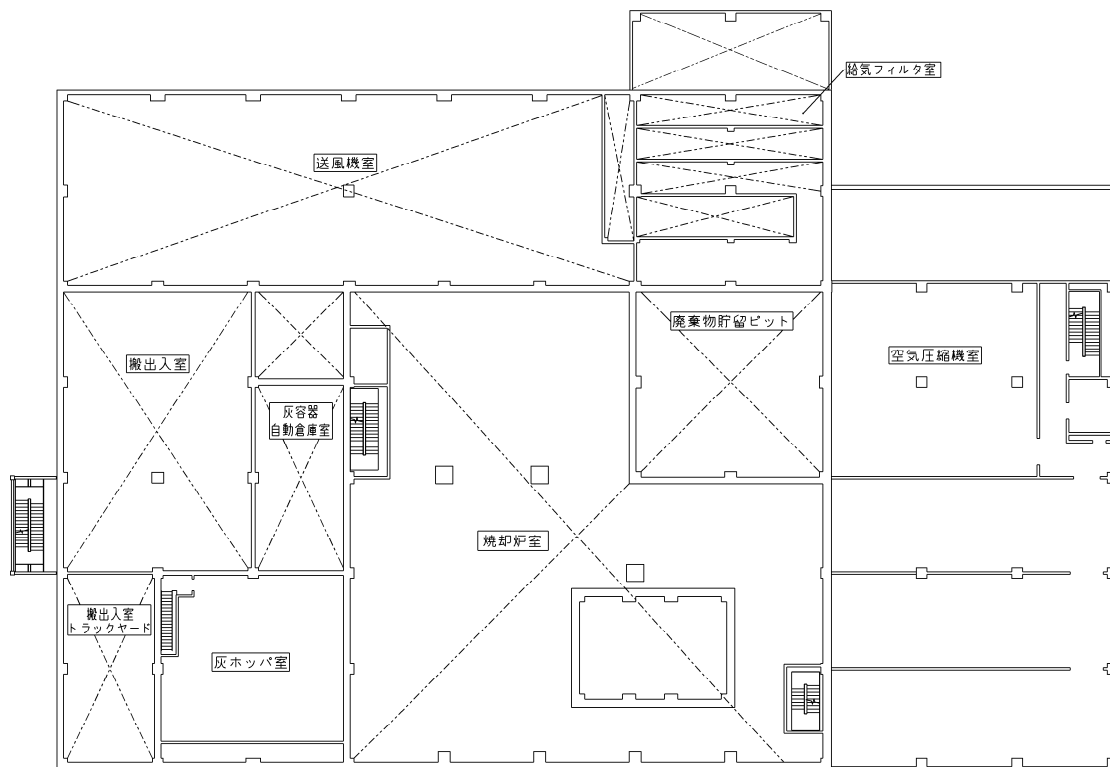 給気フィルタ室
送風機室
廃棄物貯留ピット
搬出入室
空気圧縮機室
灰容器
自動倉庫室
焼却炉室
搬出入室
トラックヤード
灰ホッパ室